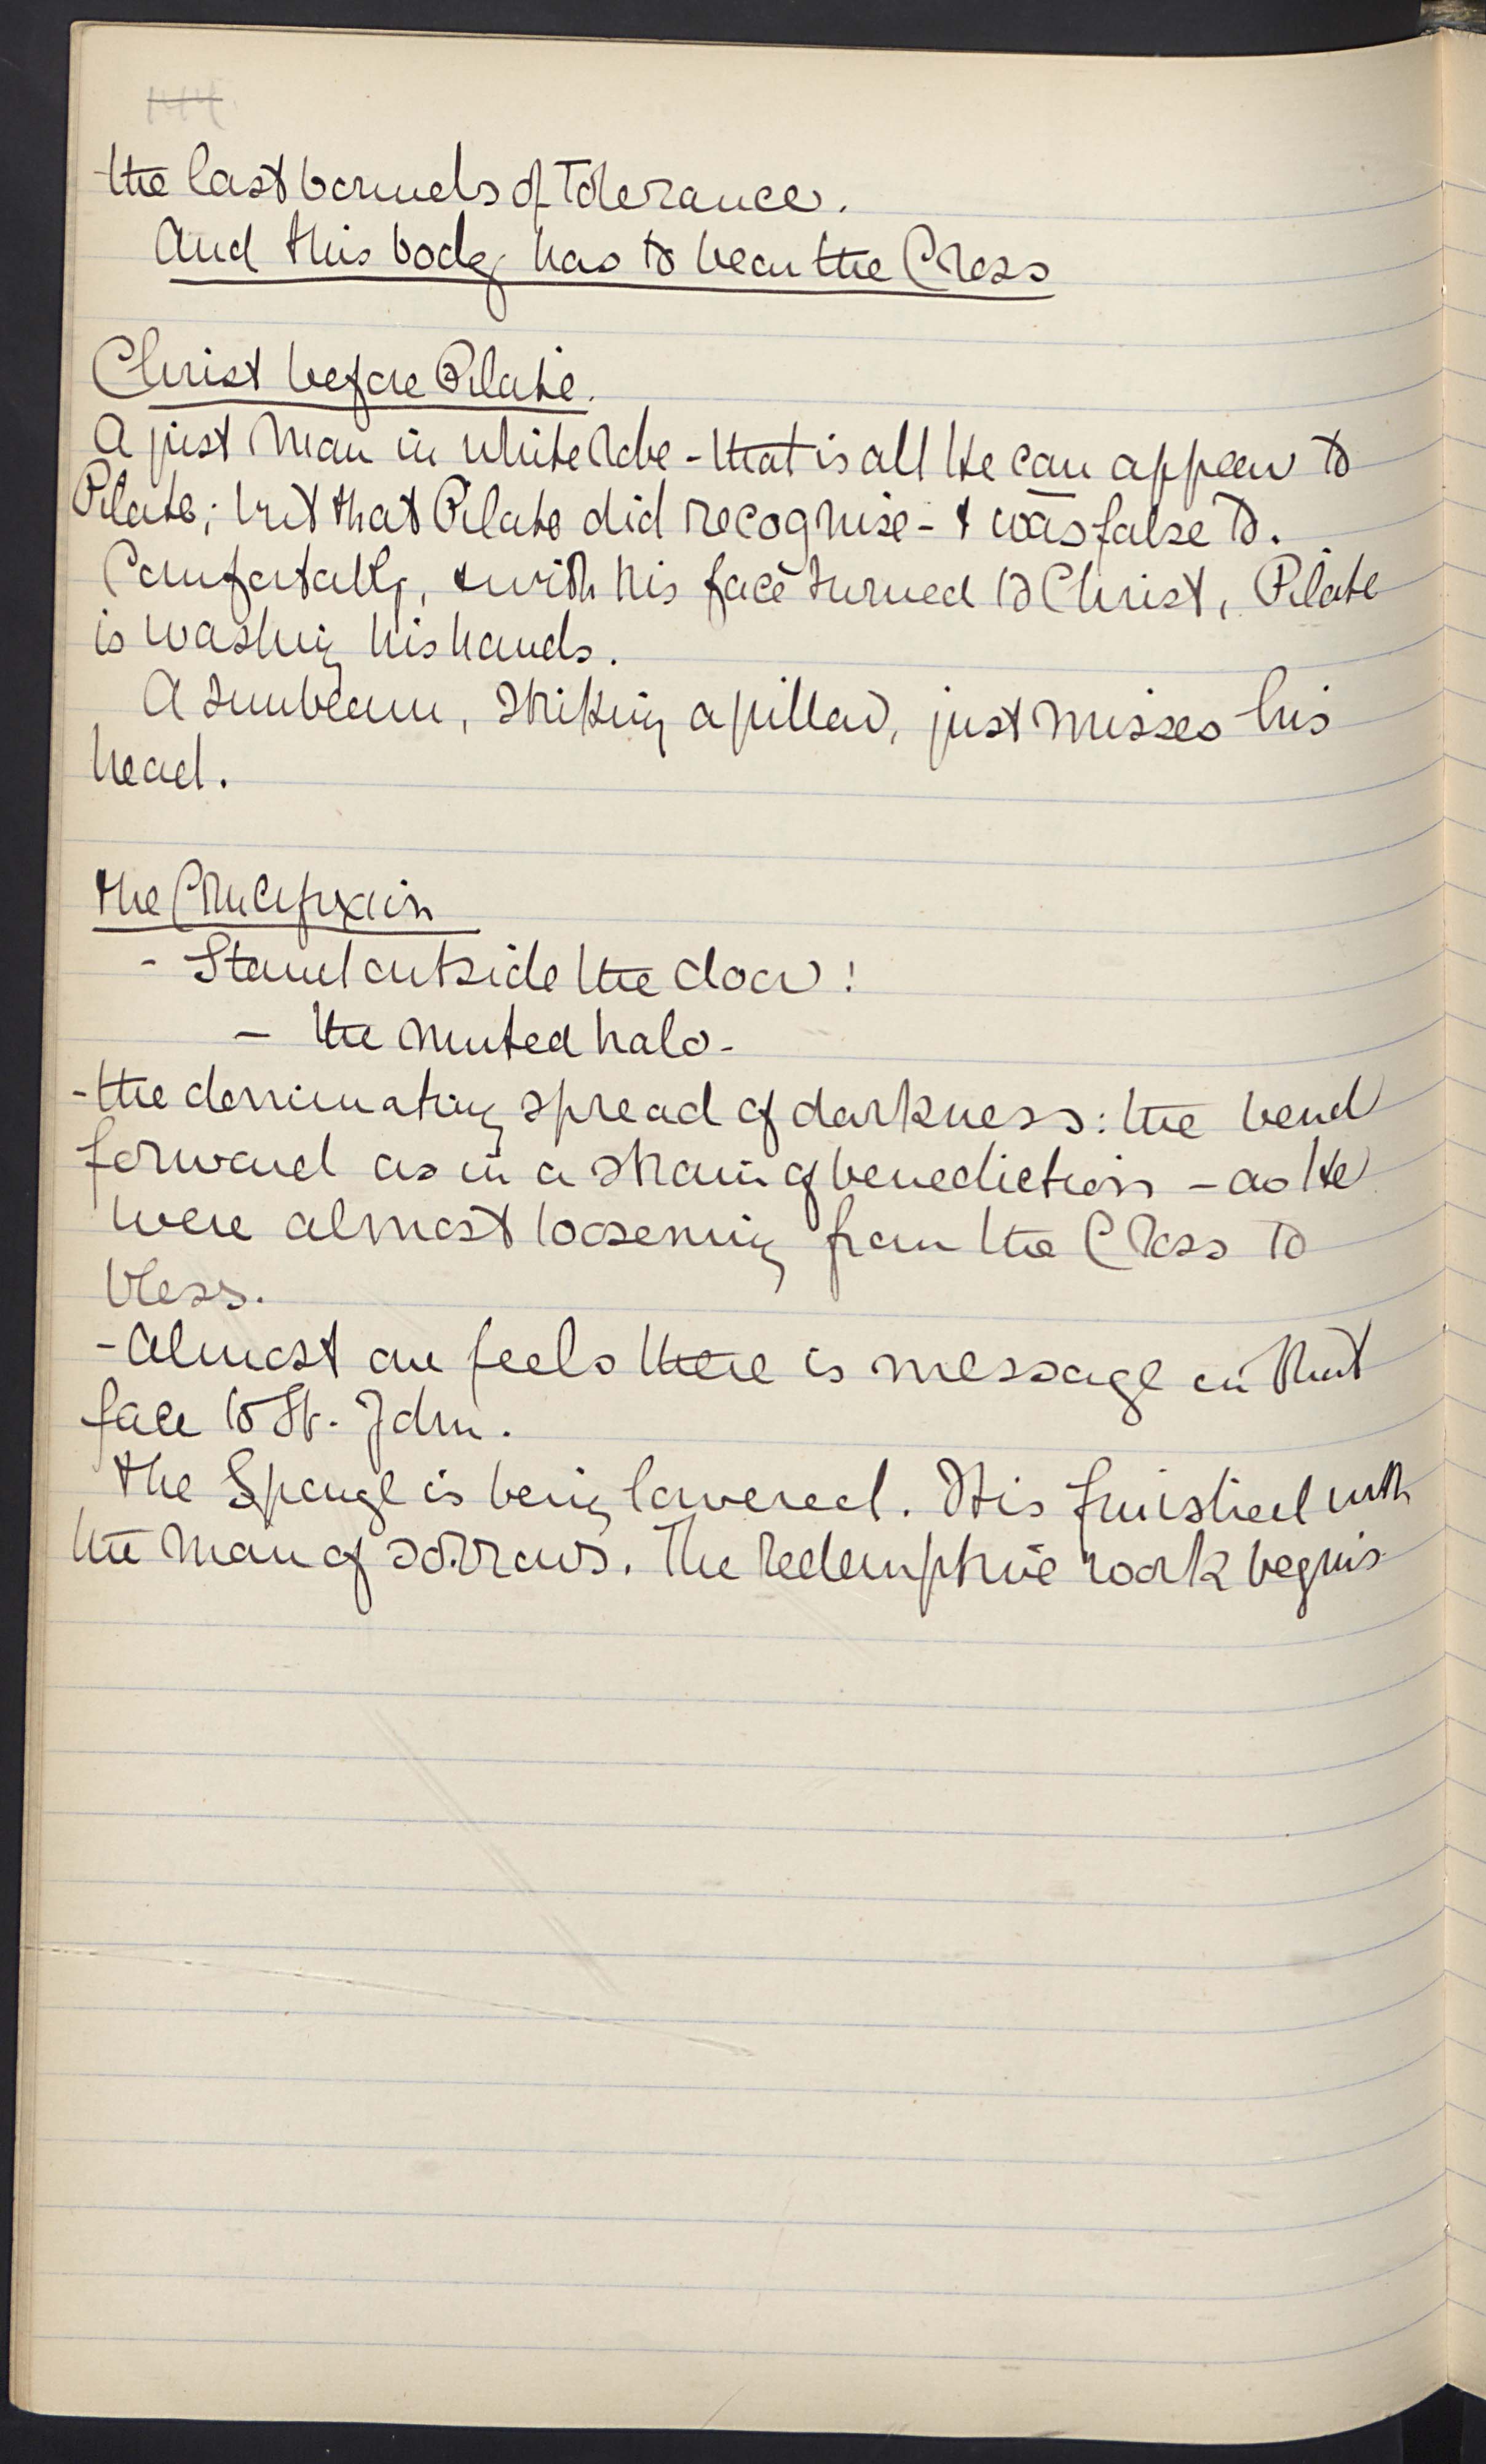 the last bounds of Tolerance.
And this body has to bear the Cross
Christ before Pilate.
A just Man in white Robe - that is all He can appear to
Pilate; but that Pilate did recognise - & was false to.
Comfortably, & with his face turned to Christ, Pilate
is washing his hands.
A sunbeam, striking a pillar, just misses his
head.
the Crucifixion
- Stand outside the door!
- the muted halo -
- the dominating spread of darkness: the bend
forward as in a strain of benediction - as He
were almost loosening from the Cross to
bless.
- Almost one feels there is message in that
face to St. John.
The Sponge is being lowered. It is finished with
the Man of sorrows. The redemptive work begins